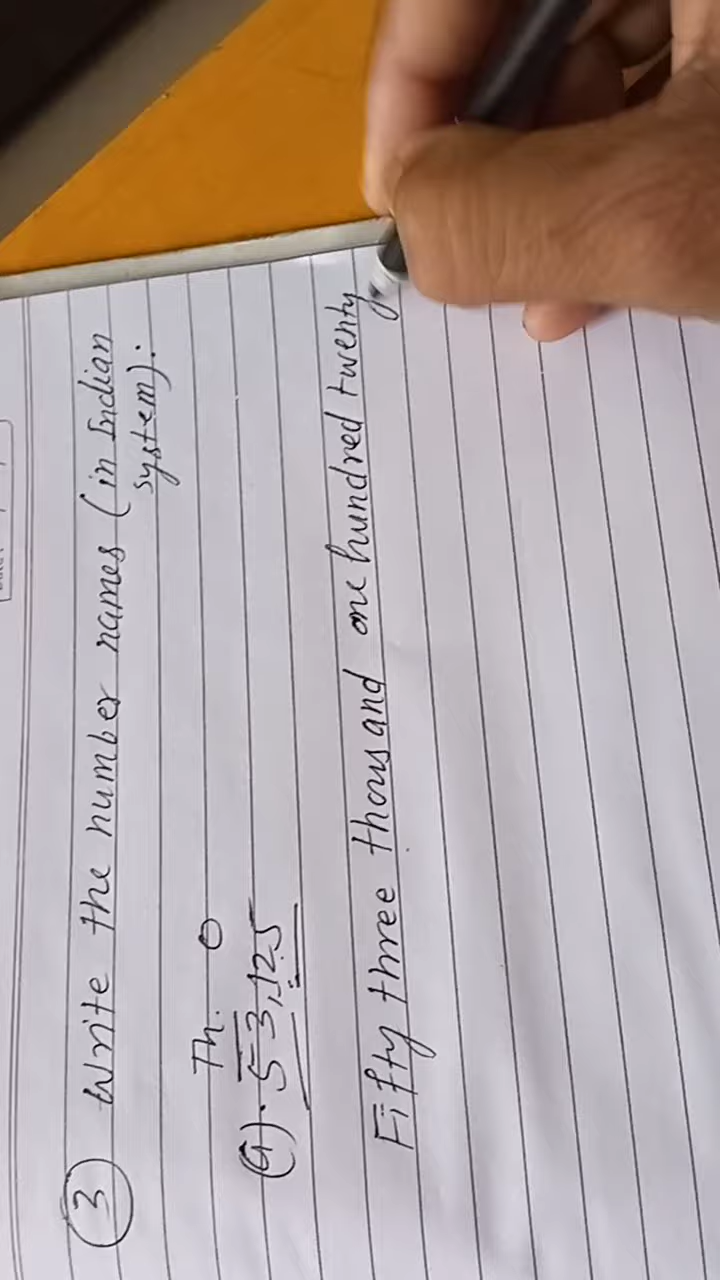 3 Write the number names (in Indian
system):
Th. O
(a). 53,125
Fifty three thousand one hundred twenty